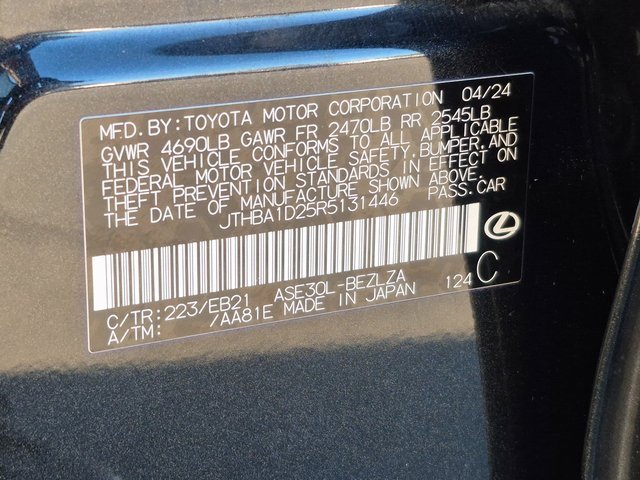 MFD. BY: TOYOTA MOTOR CORPORATION 04/24
GVWR 4690LB GAWR FR 2470LB RR 2545LB
THIS VEHICLE CONFORMS TO ALL APPLICABLE
FEDERAL MOTOR VEHICLE SAFETY, BUMPER, AND
THEFT PREVENTION STANDARDS IN EFFECT ON
THE DATE OF MANUFACTURE SHOWN ABOVE.
JTHBA1D25R5131446 PASS. CAR
C/TR: 223/EB21 ASE30L-BEZLZA 124 C
A/TM: /AA81E MADE IN JAPAN